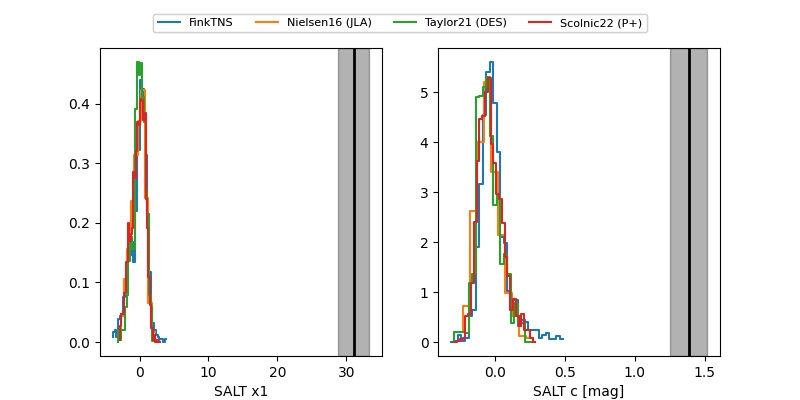 FinkTNS Nielsen16 (JLA) Taylor21 (DES) Scolnic22 (P+)
0.4
0.3
0.2
0.1
0.0
0 10 20 30
SALT x1
5
4
3
2
1
0
0.0 0.5 1.0 1.5
SALT c [mag]